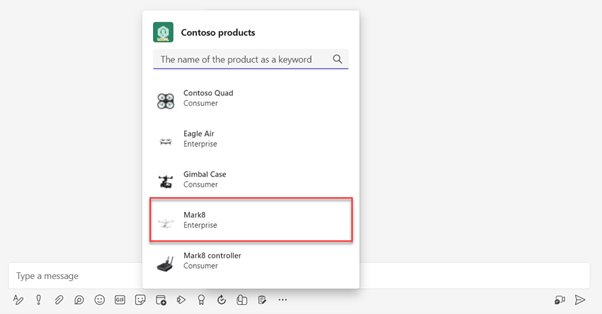 Contoso products
The name of the product as a keyword
Contoso Quad
Consumer
Eagle Air
Enterprise
Gimbal Case
Consumer
Mark8
Enterprise
Mark8 controller
Consumer
Type a message
GIF